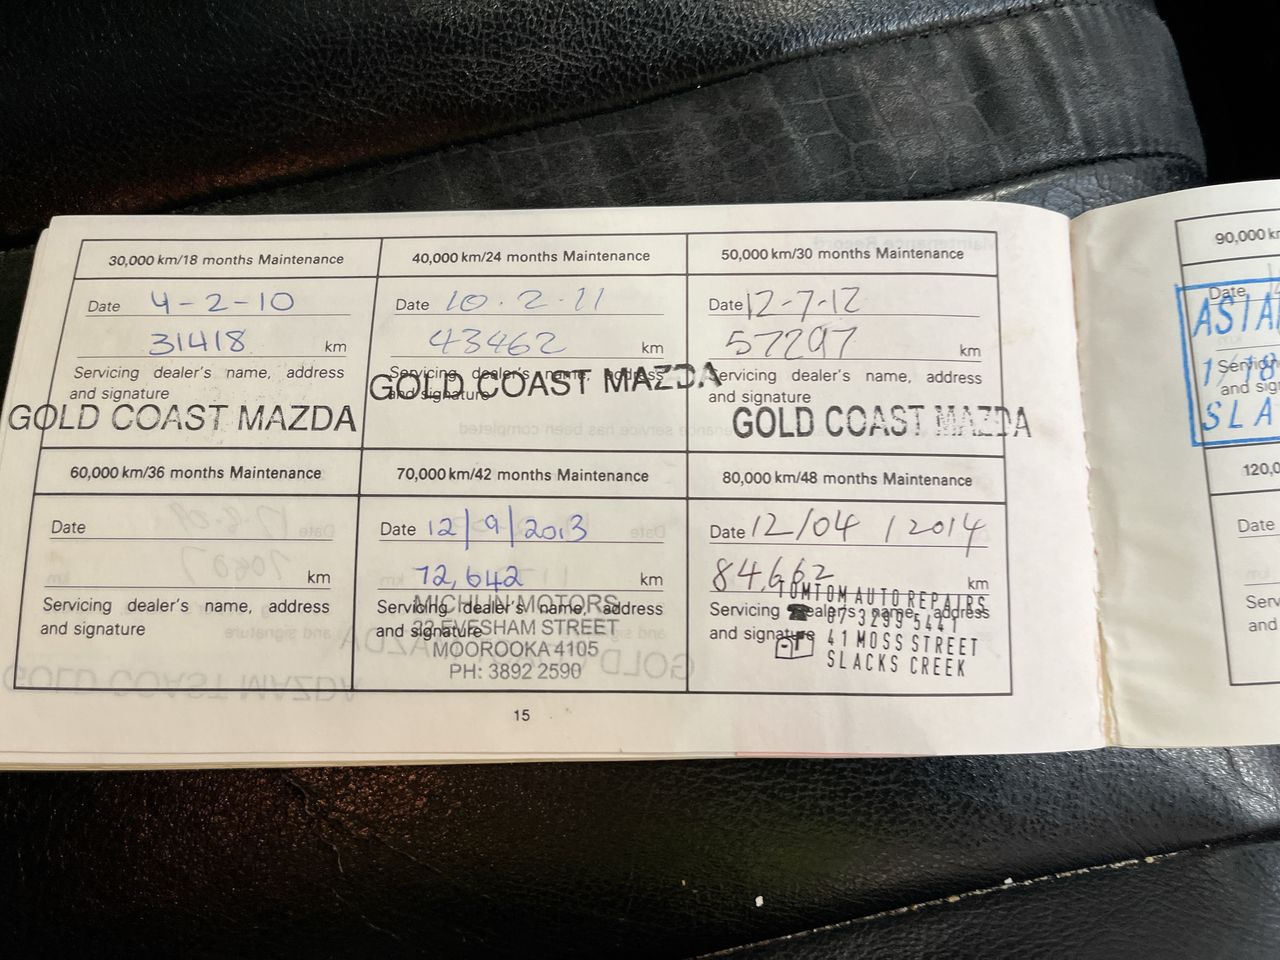 30,000 km/18 months Maintenance
Date 4-2-10
31418 km
Servicing dealer's name, address
and signature
GOLD COAST MAZDA
40,000 km/24 months Maintenance
Date 10.2.11
43462 km
Servicing dealer's name, address
and signature
GOLD COAST MAZDA
50,000 km/30 months Maintenance
Date 12-7-12
57297 km
Servicing dealer's name, address
and signature
GOLD COAST MAZDA
60,000 km/36 months Maintenance
Date
km
Servicing dealer's name, address
and signature
70,000 km/42 months Maintenance
Date 12/9/2013
72,642 km
Servicing dealer's name, address
and signature
MICHLIN MOTORS
EVESHAM STREET
MOOROOKA 4105
PH: 3892 2590
80,000 km/48 months Maintenance
Date 12/04/2014
84,662 km
Servicing dealer's name, address
and signature
TOMTOM AUTO REPAIRS
07-3299 5441
41 MOSS STREET
SLACKS CREEK
15
90,000
Date
and
120,0
Date
Serv
and